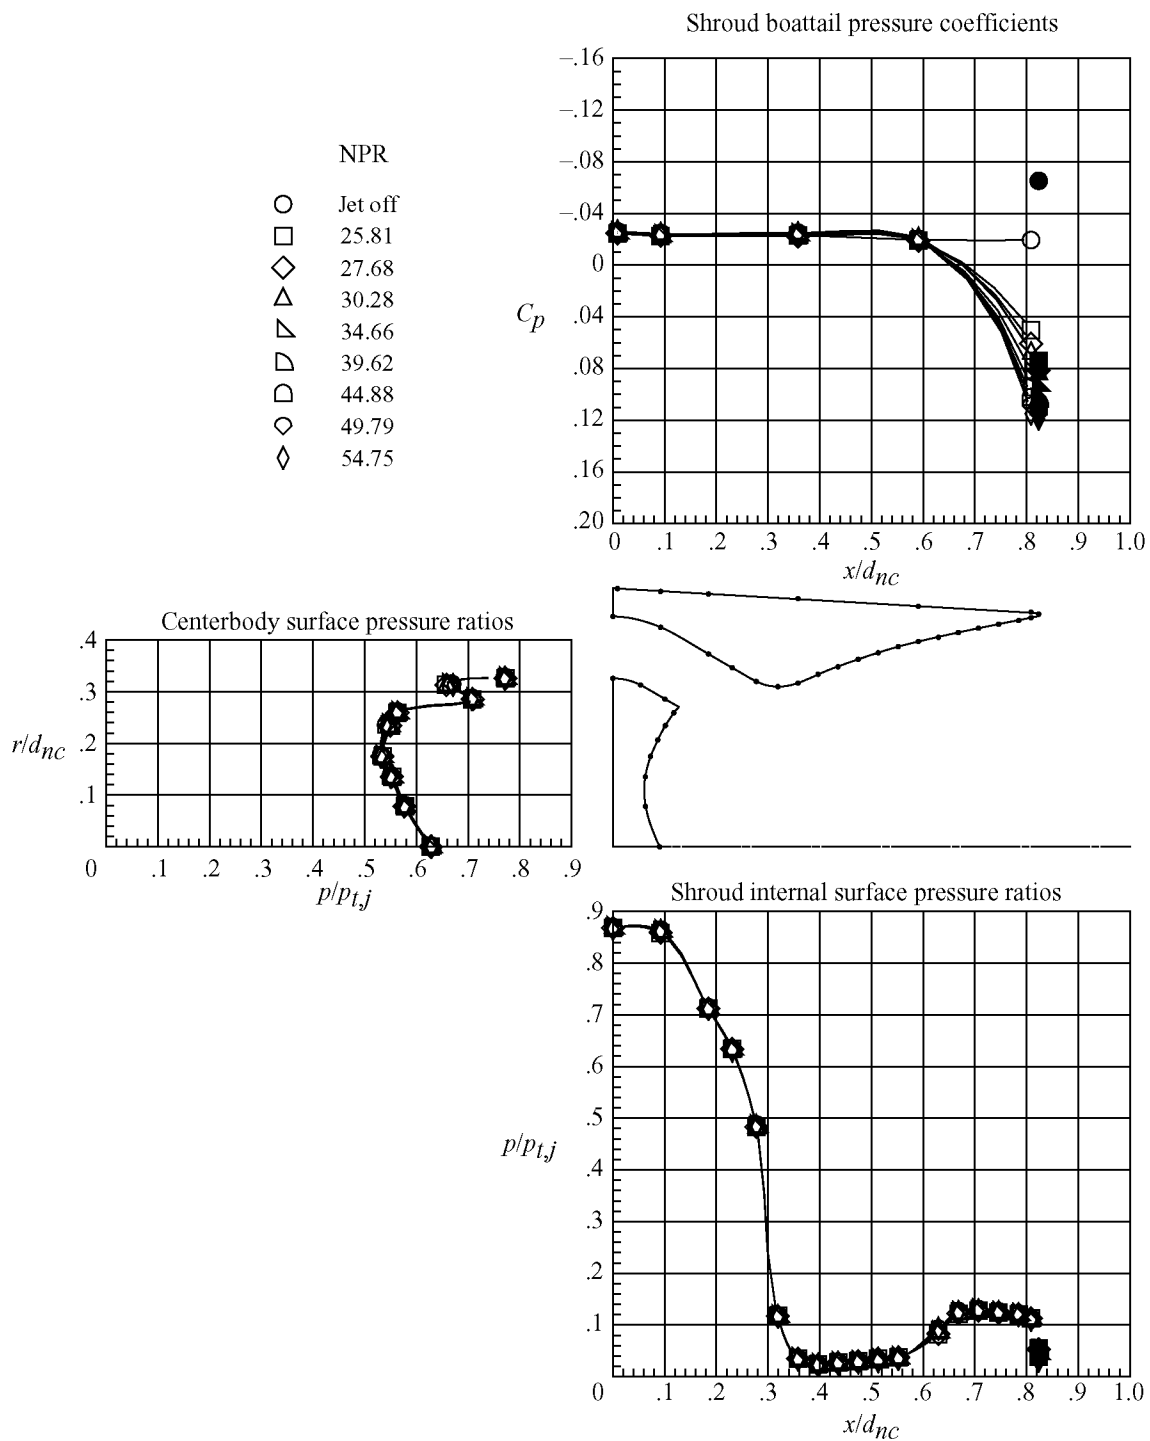 Shroud boattail pressure coefficients
–.16
–.12
–.08
–.04
0
.04
.08
.12
.16
.20
C_p
0 .1 .2 .3 .4 .5 .6 .7 .8 .9 1.0
x/d_nc
NPR
Jet off
25.81
27.68
30.28
34.66
39.62
44.88
49.79
54.75
Centerbody surface pressure ratios
.4
.3
.2
.1
r/d_nc
0 .1 .2 .3 .4 .5 .6 .7 .8 .9
p/p_t,j
Shroud internal surface pressure ratios
.9
.8
.7
.6
.5
.4
.3
.2
.1
0
p/p_t,j
.1 .2 .3 .4 .5 .6 .7 .8 .9 1.0
x/d_nc